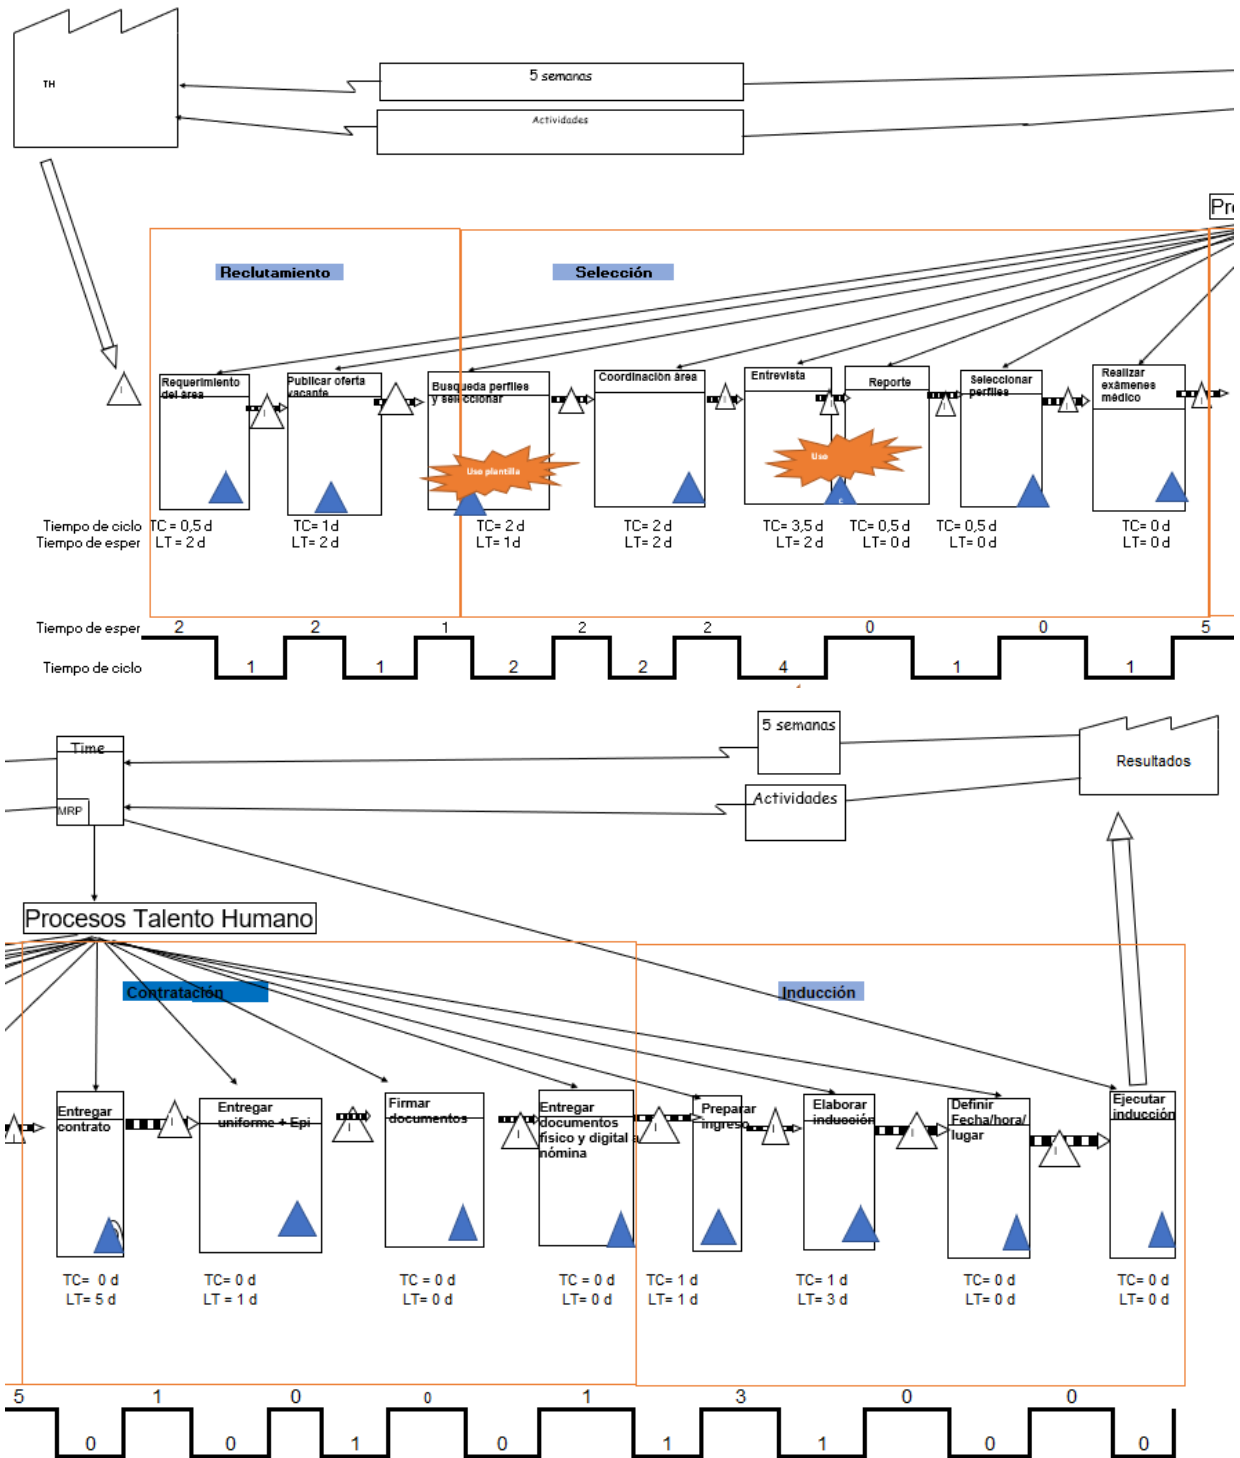 TH
5 semanas
Actividades
Pro
Reclutamiento
Selección
Requerimiento
del área
Publicar oferta
vacante
Busqueda perfiles
y seleccionar
Coordinación área
Entrevista
Reporte
Seleccionar
perfiles
Realizar
exámenes
médico
I
I
I
I
I
I
I
I
I
Uso plantilla
Uso
c
Tiempo de ciclo
TC = 0,5 d
TC= 1 d
TC= 2 d
TC= 2 d
TC= 3,5 d
TC= 0,5 d
TC= 0,5 d
TC= 0 d
Tiempo de esper
LT = 2 d
LT= 2 d
LT= 1d
LT= 2 d
LT= 2 d
LT= 0 d
LT= 0 d
LT= 0 d
Tiempo de esper
2
2
1
2
2
0
0
5
Tiempo de ciclo
1
1
2
2
4
1
1
Time
MRP
5 semanas
Actividades
Resultados
Procesos Talento Humano
Contratación
Inducción
Entregar
contrato
Entregar
uniforme + Epi
Firmar
documentos
Entregar
documentos
físico y digital a
nómina
Preparar
ingreso
Elaborar
inducción
Definir
Fecha/hora/
lugar
Ejecutar
inducción
I
I
I
I
I
I
I
I
TC= 0 d
TC= 0 d
TC = 0 d
TC= 0 d
TC= 1 d
TC= 1 d
TC= 0 d
TC= 0 d
LT= 5 d
LT = 1 d
LT= 0 d
LT= 0 d
LT= 1 d
LT= 3 d
LT= 0 d
LT= 0 d
5
1
0
0
1
3
0
0
0
0
1
0
1
1
0
0